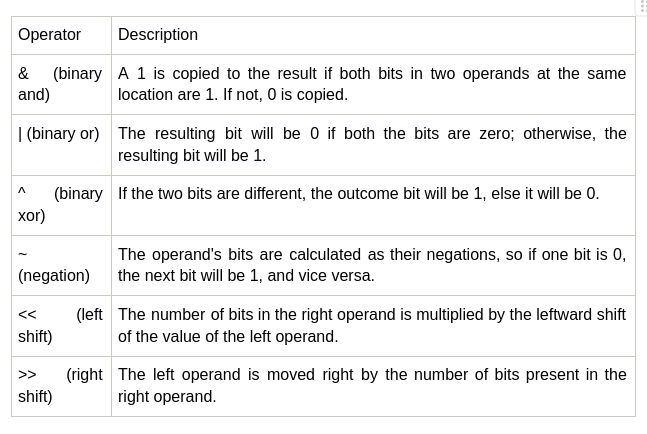 Operator Description
& (binary and) A 1 is copied to the result if both bits in two operands at the same
location are 1. If not, 0 is copied.
| (binary or) The resulting bit will be 0 if both the bits are zero; otherwise, the
resulting bit will be 1.
^ (binary xor) If the two bits are different, the outcome bit will be 1, else it will be 0.
~ (negation) The operand's bits are calculated as their negations, so if one bit is 0,
the next bit will be 1, and vice versa.
<< (left shift) The number of bits in the right operand is multiplied by the leftward shift
of the value of the left operand.
>> (right shift) The left operand is moved right by the number of bits present in the
right operand.